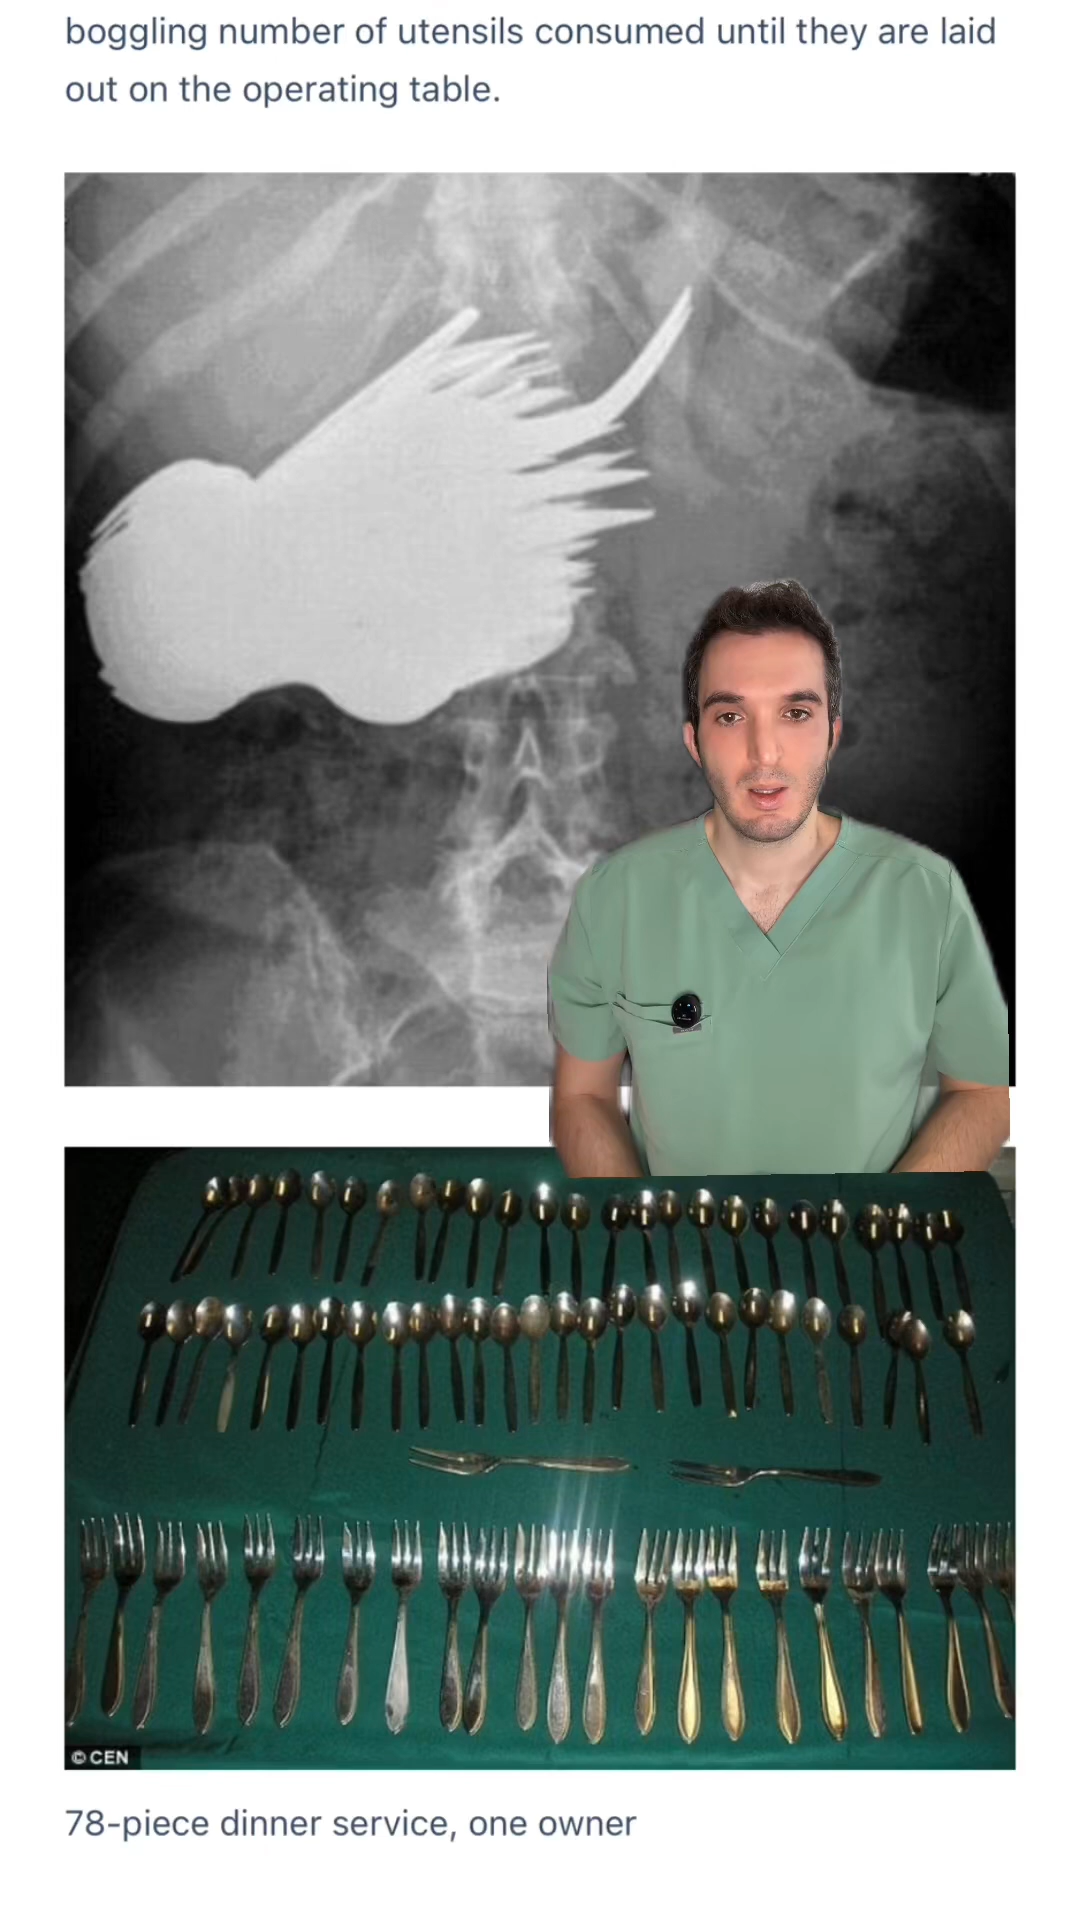 boggling number of utensils consumed until they are laid
out on the operating table.
© CEN
78-piece dinner service, one owner